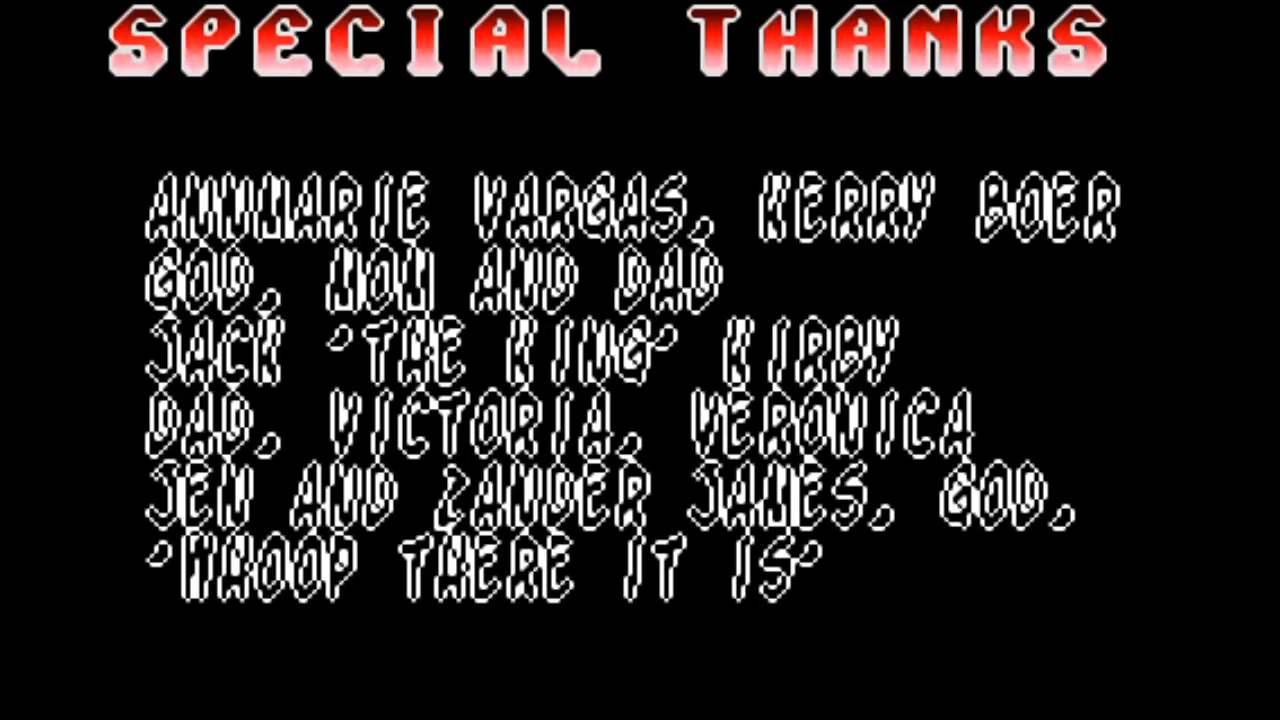 SPECIAL THANKS
ANNMARIE VARGAS, KERRY BOER
GOD, MOM AND DAD
JACK 'THE KING' KIRBY
DAD, VICTORIA, VERONICA
JEN AND ZANDER JAMES, GOD,
'WHOOP THERE IT IS'